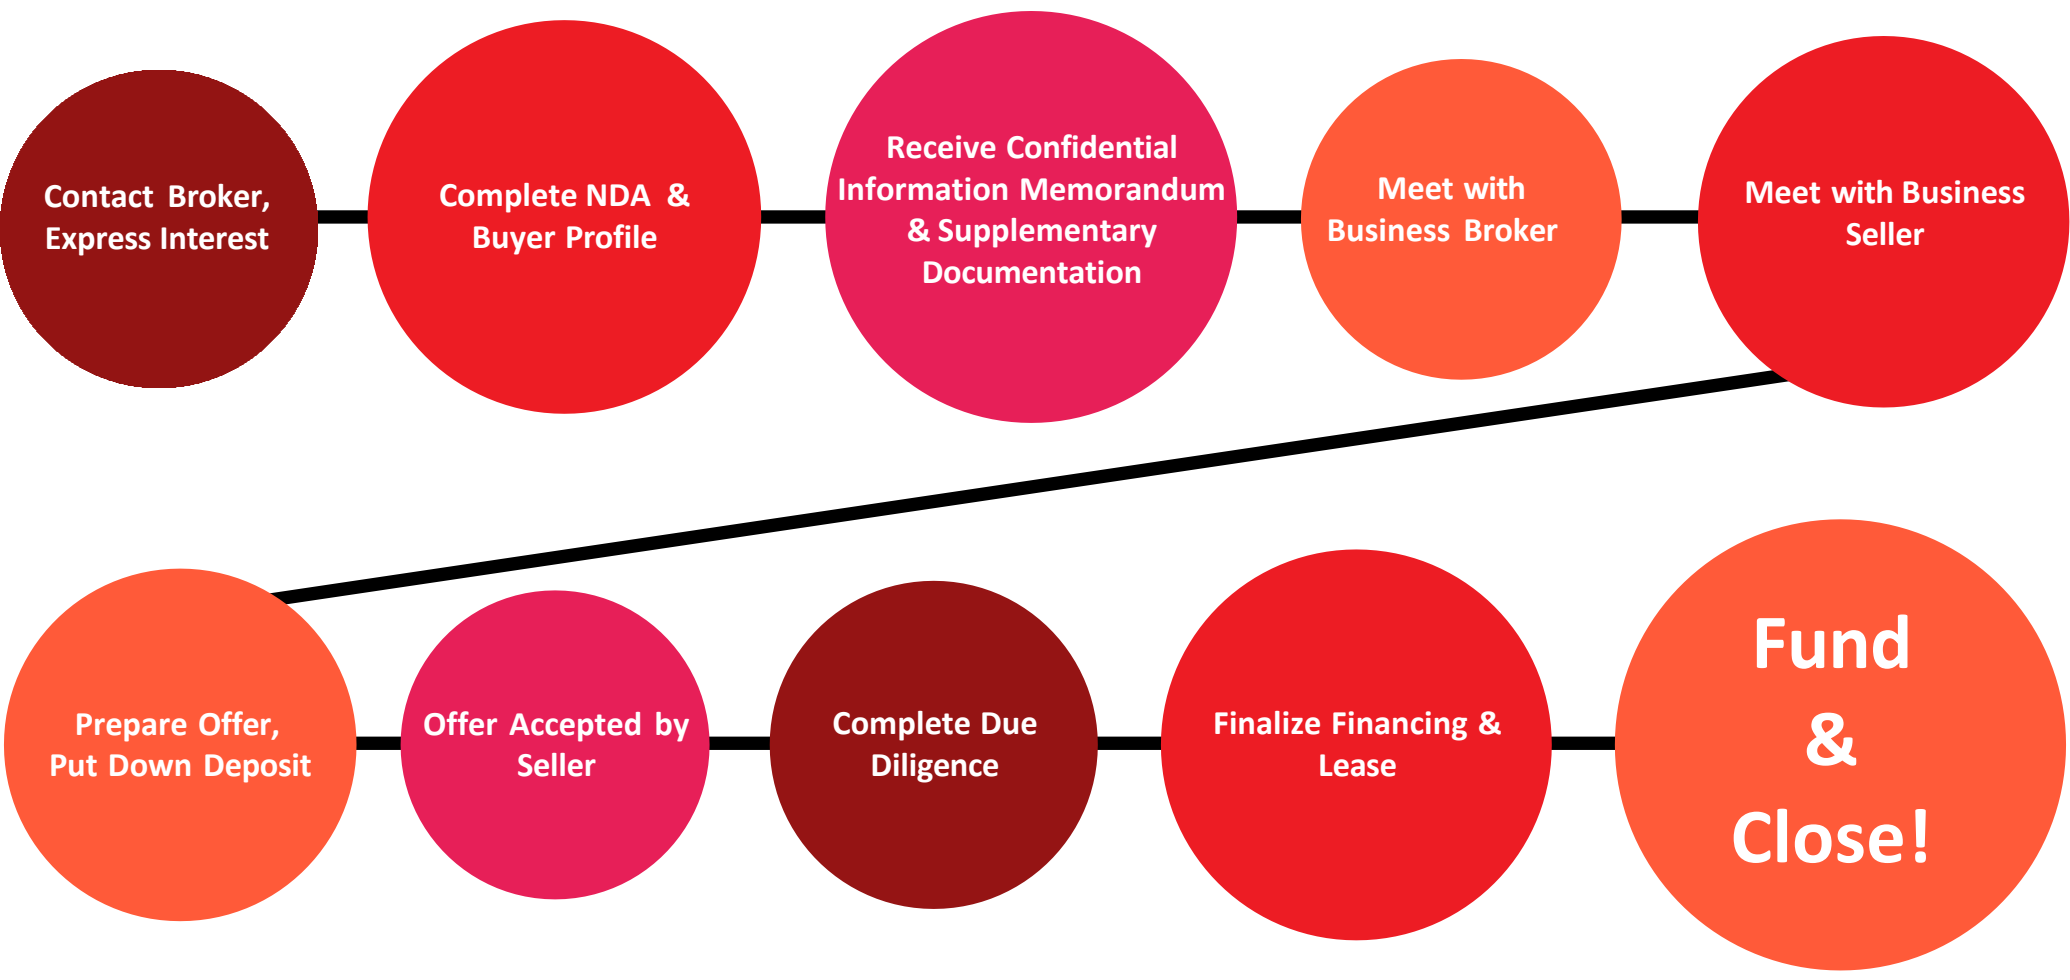 Contact Broker,
Express Interest
Complete NDA &
Buyer Profile
Receive Confidential
Information Memorandum
& Supplementary
Documentation
Meet with
Business Broker
Meet with Business
Seller
Prepare Offer,
Put Down Deposit
Offer Accepted by
Seller
Complete Due
Diligence
Finalize Financing &
Lease
Fund
&
Close!